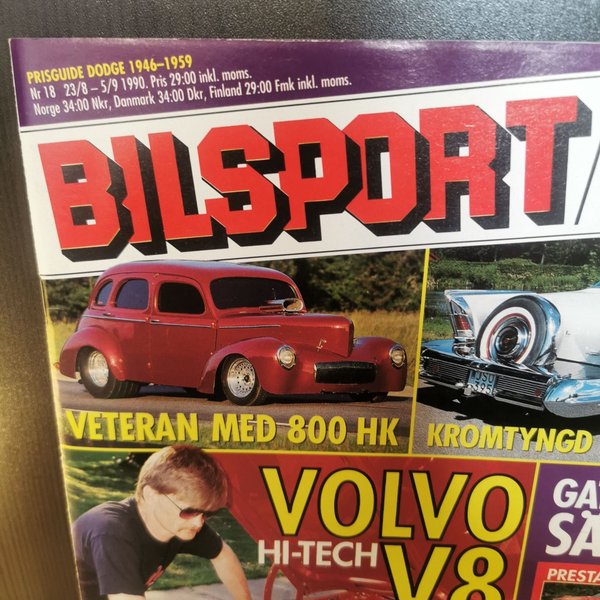 PRISGUIDE DODGE 1946–1959
Nr 18 23/8 – 5/9 1990. Pris 29:00 inkl. moms.
Norge 34:00 Nkr, Danmark 34:00 Dkr, Finland 29:00 Fmk inkl. moms.
BILSPORT
VETERAN MED 800 HK
KROMTYNGD
VOLVO
HI-TECH V8